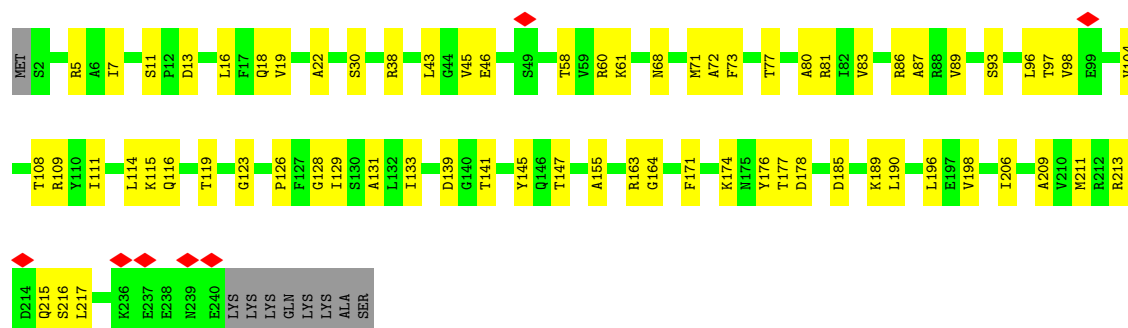 MET S2 R5 A6 I7 S11 P12 D13 L16 F17 Q18 V19 A22 S30 R38 L43 G44 V45 E46 S49 T58 V59 R60 K61 N68 M71 A72 F73 T77 A80 R81 I82 V83 R86 A87 R88 V89 S93 L96 T97 V98 E99
T108 R109 Y110 I111 L114 K115 Q116 T119 G123 P126 F127 G128 I129 S130 A131 L132 I133 D139 G140 T141 Y145 Q146 T147 A155 R163 G164 F171 K174 N175 Y176 T177 D178 D185 K189 L190 L196 E197 V198 I206 A209 V210 M211 R212 R213
D214 Q215 S216 L217 K236 E237 E238 N239 E240 LYS LYS LYS GLN LYS LYS ALA SER